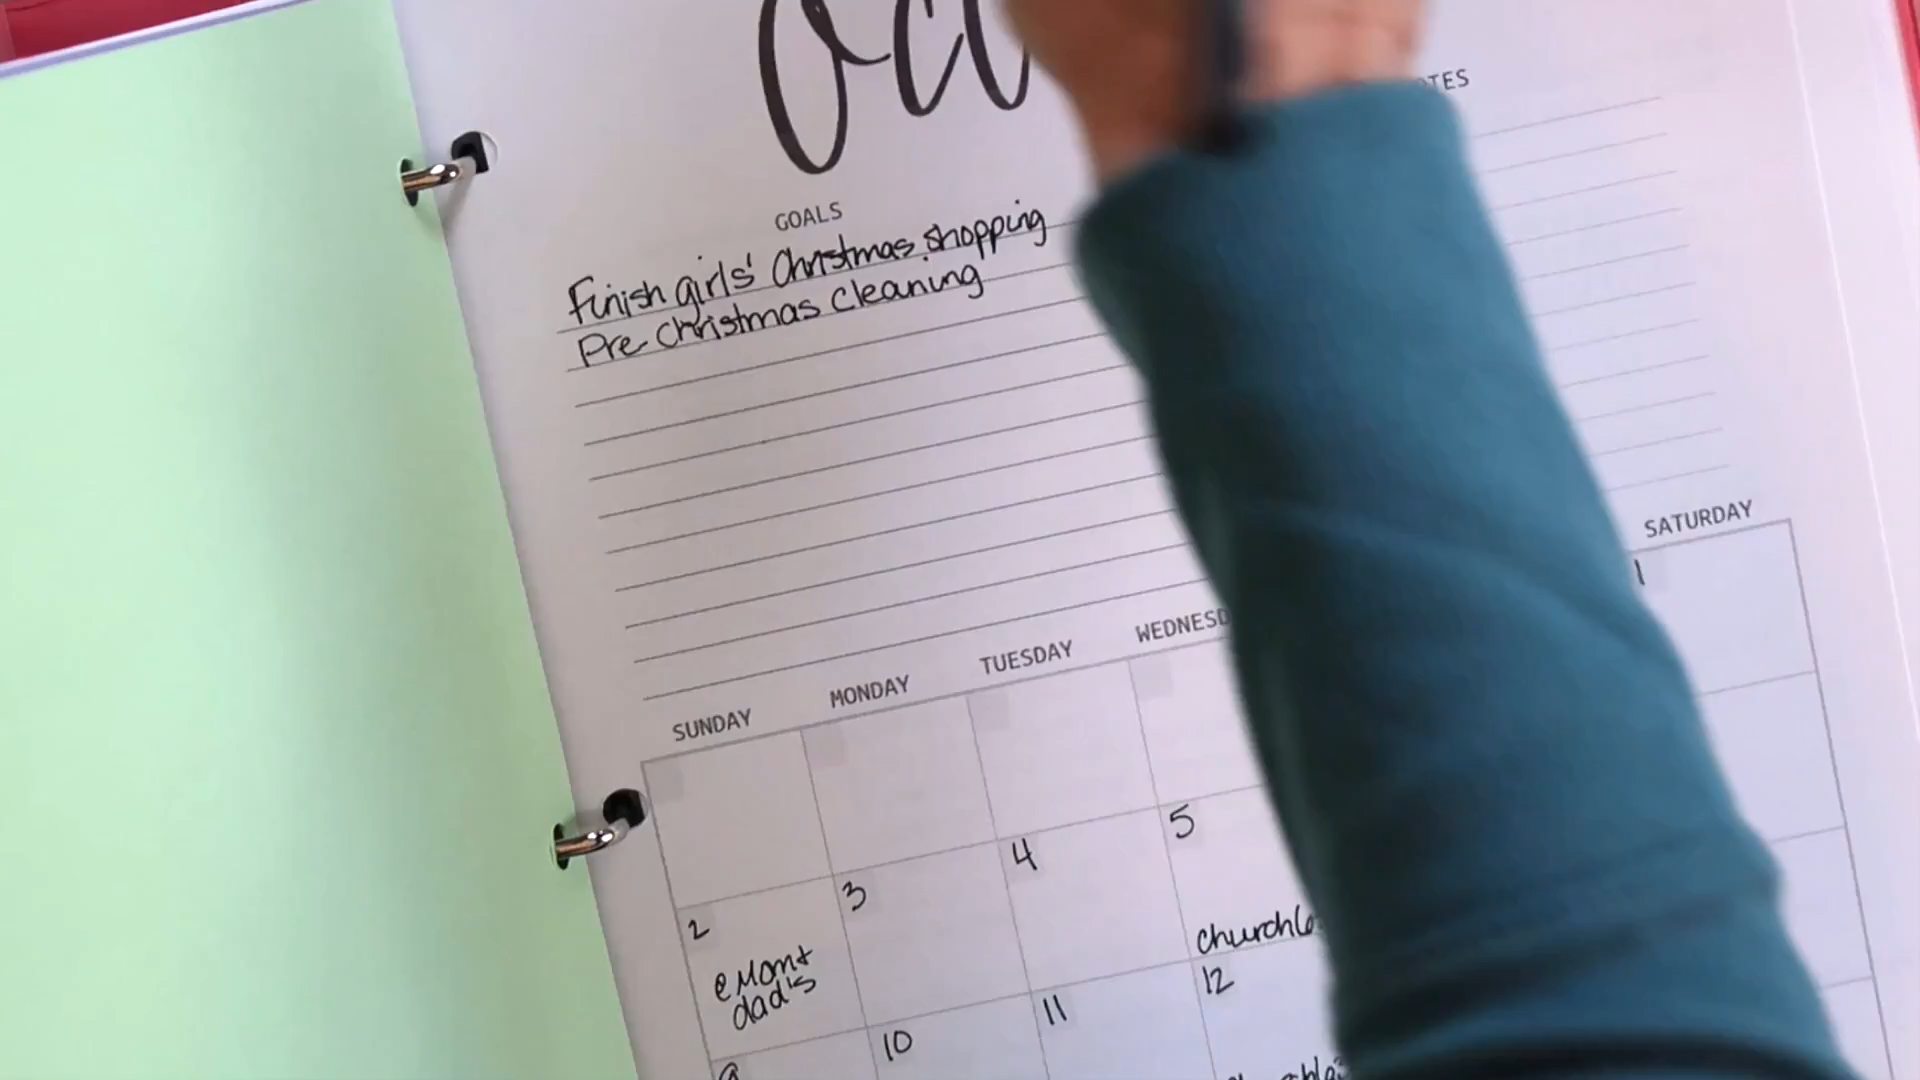 Oct
GOALS
Finish girls' Christmas shopping
Pre Christmas cleaning
SUNDAY MONDAY TUESDAY SATURDAY
1
2 3 4 5
@ Mom +
dad's
10 11 12